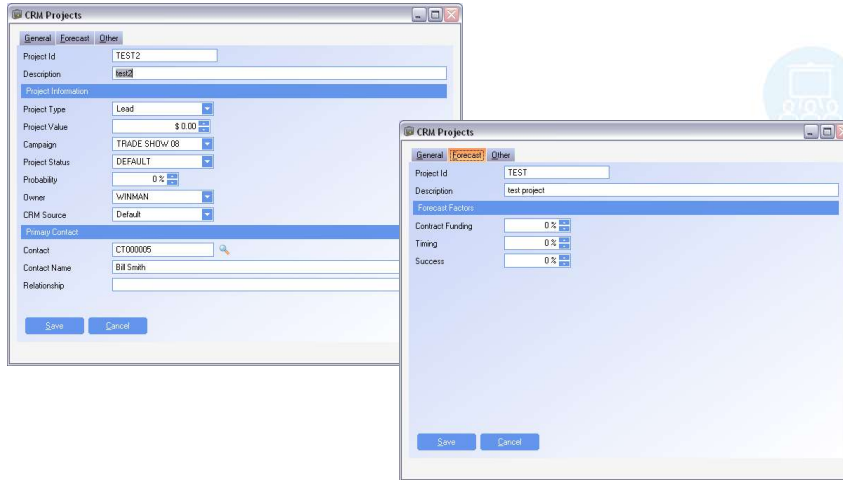 CRM Projects
General Forecast Other
Project Id TEST2
Description test2
Project Information
Project Type Lead
Project Value $ 0.00
Campaign TRADE SHOW 08
Project Status DEFAULT
Probability 0 %
Owner WINMAN
CRM Source Default
Primary Contact
Contact CT000005
Contact Name Bill Smith
Relationship
Save Cancel
CRM Projects
General Forecast Other
Project Id TEST
Description test project
Forecast Factors
Contract Funding 0 %
Timing 0 %
Success 0 %
Save Cancel